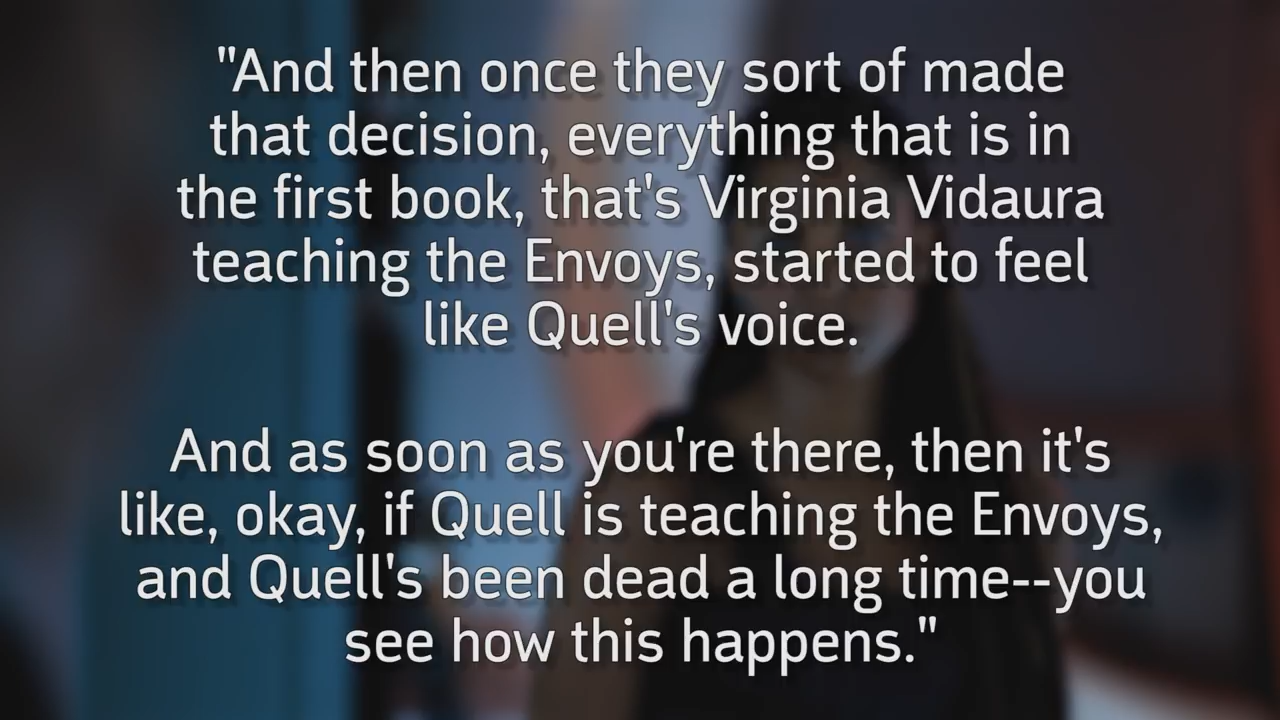 "And then once they sort of made
that decision, everything that is in
the first book, that's Virginia Vidaura
teaching the Envoys, started to feel
like Quell's voice.
And as soon as you're there, then it's
like, okay, if Quell is teaching the Envoys,
and Quell's been dead a long time--you
see how this happens."